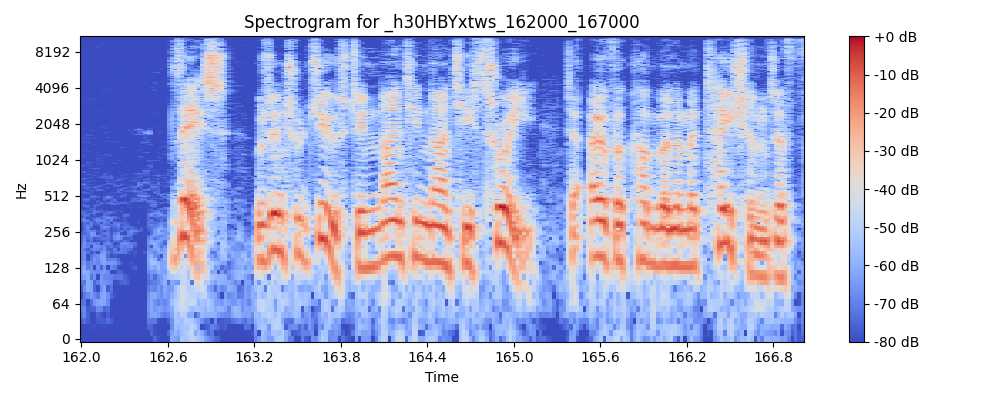 Spectrogram for _h30HBYxtws_162000_167000
8192
4096
2048
1024
512
256
128
64
0
Hz
162.0 162.6 163.2 163.8 164.4 165.0 165.6 166.2 166.8
Time
+0 dB
-10 dB
-20 dB
-30 dB
-40 dB
-50 dB
-60 dB
-70 dB
-80 dB